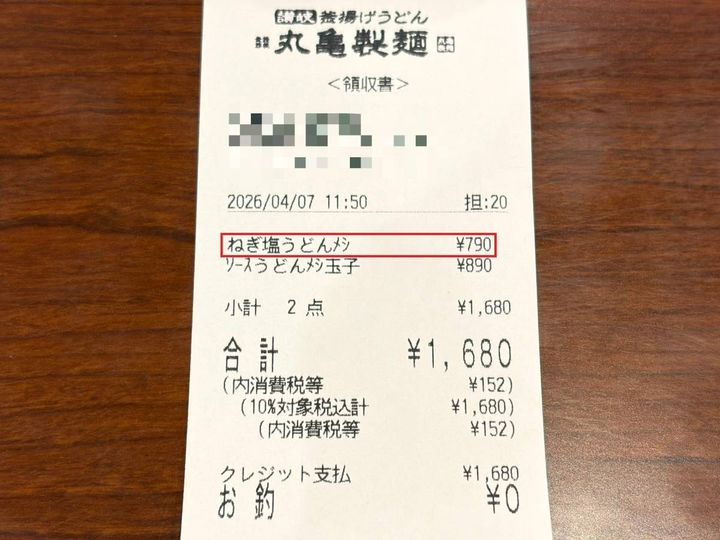 讃岐 釜揚げうどん
丸亀製麺
<領収書>
2026/04/07 11:50 担:20
ねぎ塩うどんﾒｼ ¥790
ｿｰｽうどんﾒｼ玉子 ¥890
小計 2 点 ¥1,680
合計 ¥1,680
(内消費税等 ¥152)
(10%対象税込計 ¥1,680)
(内消費税等 ¥152)
クレジット支払 ¥1,680
お釣 ¥0